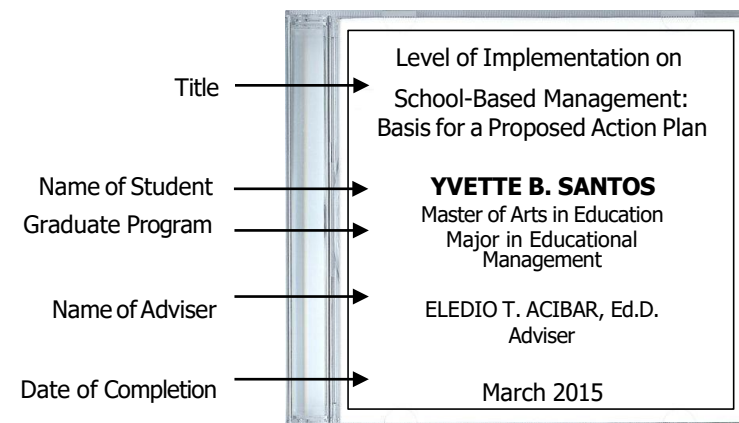 Level of Implementation on
Title
School-Based Management:
Basis for a Proposed Action Plan
Name of Student
YVETTE B. SANTOS
Graduate Program
Master of Arts in Education
Major in Educational
Management
Name of Adviser
ELEDIO T. ACIBAR, Ed.D.
Adviser
Date of Completion
March 2015